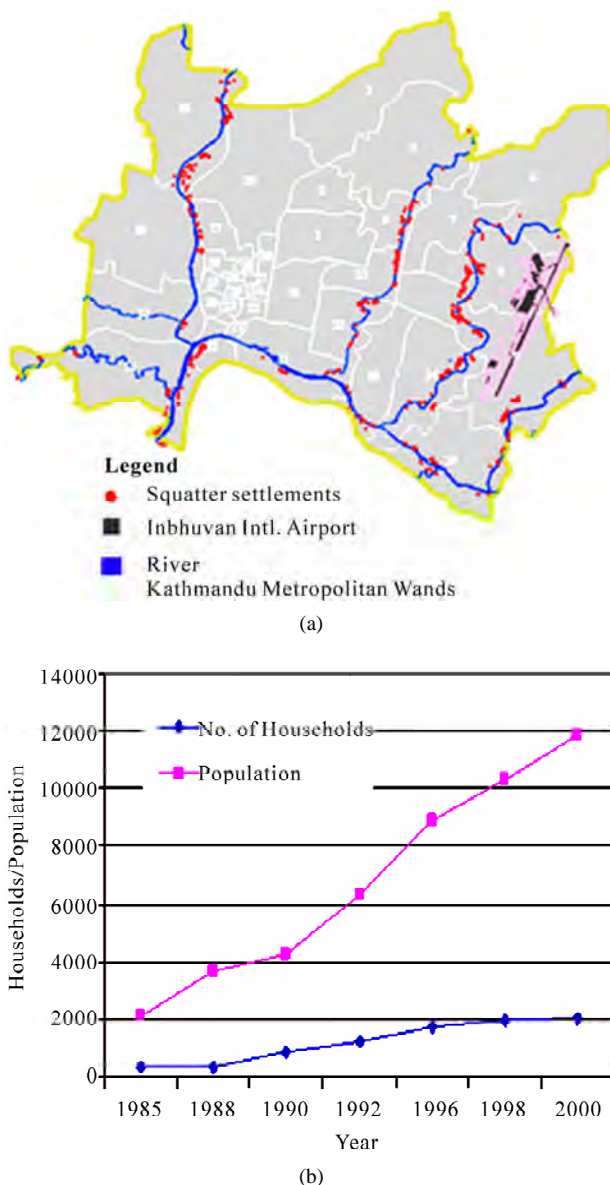 Legend
Squatter settlements
Inbhuvan Intl. Airport
River
Kathmandu Metropolitan Wands
(a)
14000
12000
10000
8000
6000
4000
2000
0
Households/Population
No. of Households
Population
1985 1988 1990 1992 1996 1998 2000
Year
(b)